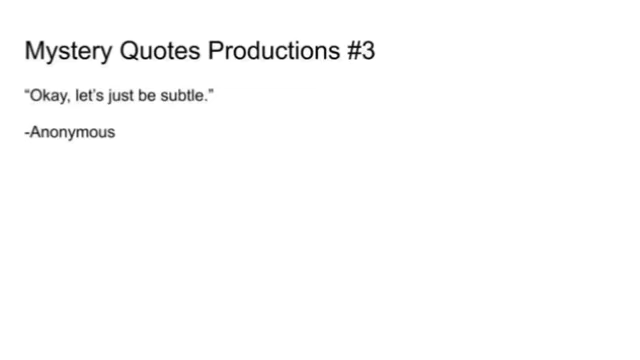 Mystery Quotes Productions #3
“Okay, let’s just be subtle.”
-Anonymous